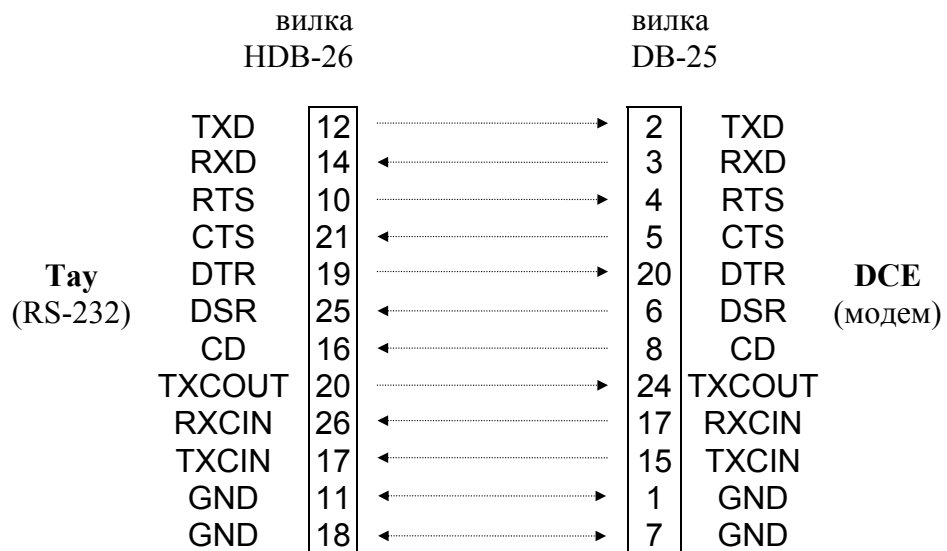 вилка вилка
HDB-26 DB-25
TXD 12 2 TXD
RXD 14 3 RXD
RTS 10 4 RTS
CTS 21 5 CTS
Тау DTR 19 20 DTR DCE
(RS-232) DSR 25 6 DSR (модем)
CD 16 8 CD
TXCOUT 20 24 TXCOUT
RXCIN 26 17 RXCIN
TXCIN 17 15 TXCIN
GND 11 1 GND
GND 18 7 GND